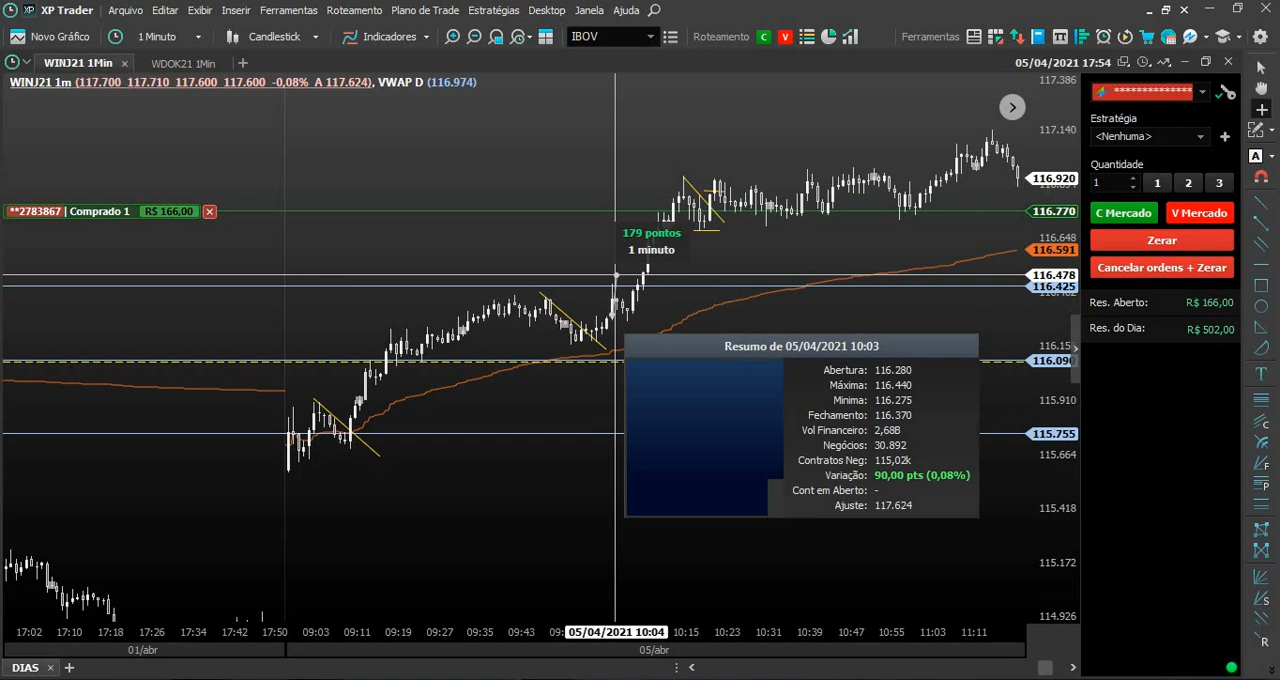 XP XP Trader Arquivo Editar Exibir Inserir Ferramentas Roteamento Plano de Trade Estratégias Desktop Janela Ajuda
Novo Gráfico 1 Minuto Candlestick Indicadores IBOV Roteamento C V Ferramentas
WINJ21 1Min WDOK21 1Min 05/04/2021 17:54
WINJ21 1m (117.700 117.710 117.600 117.600 -0,08% A 117.624), VWAP D (116.974)
117.386
117.140
116.920
**2783867 | Comprado 1 R$ 166,00
116.770
179 pontos
1 minuto
116.648
116.591
116.478
116.425
Resumo de 05/04/2021 10:03
116.090
Abertura: 116.280
Máxima: 116.440
Minima: 116.275
Fechamento: 116.370
Vol Financeiro: 2,68B
Negócios: 30.892
Contratos Neg: 115,02k
Variação: 90,00 pts (0,08%)
Cont em Aberto: -
Ajuste: 117.624
115.910
115.755
115.664
115.418
115.172
114.926
17:02 17:10 17:18 17:26 17:34 17:42 17:50 09:03 09:11 09:19 09:27 09:35 09:43 05/04/2021 10:04 10:15 10:23 10:31 10:39 10:47 10:55 11:03 11:11
01/abr 05/abr
DIAS
**************
Estratégia
<Nenhuma>
Quantidade
1 1 2 3
C Mercado V Mercado
Zerar
Cancelar ordens + Zerar
Res. Aberto: R$ 166,00
Res. do Dia: R$ 502,00
A
T
C
F
P
S
R